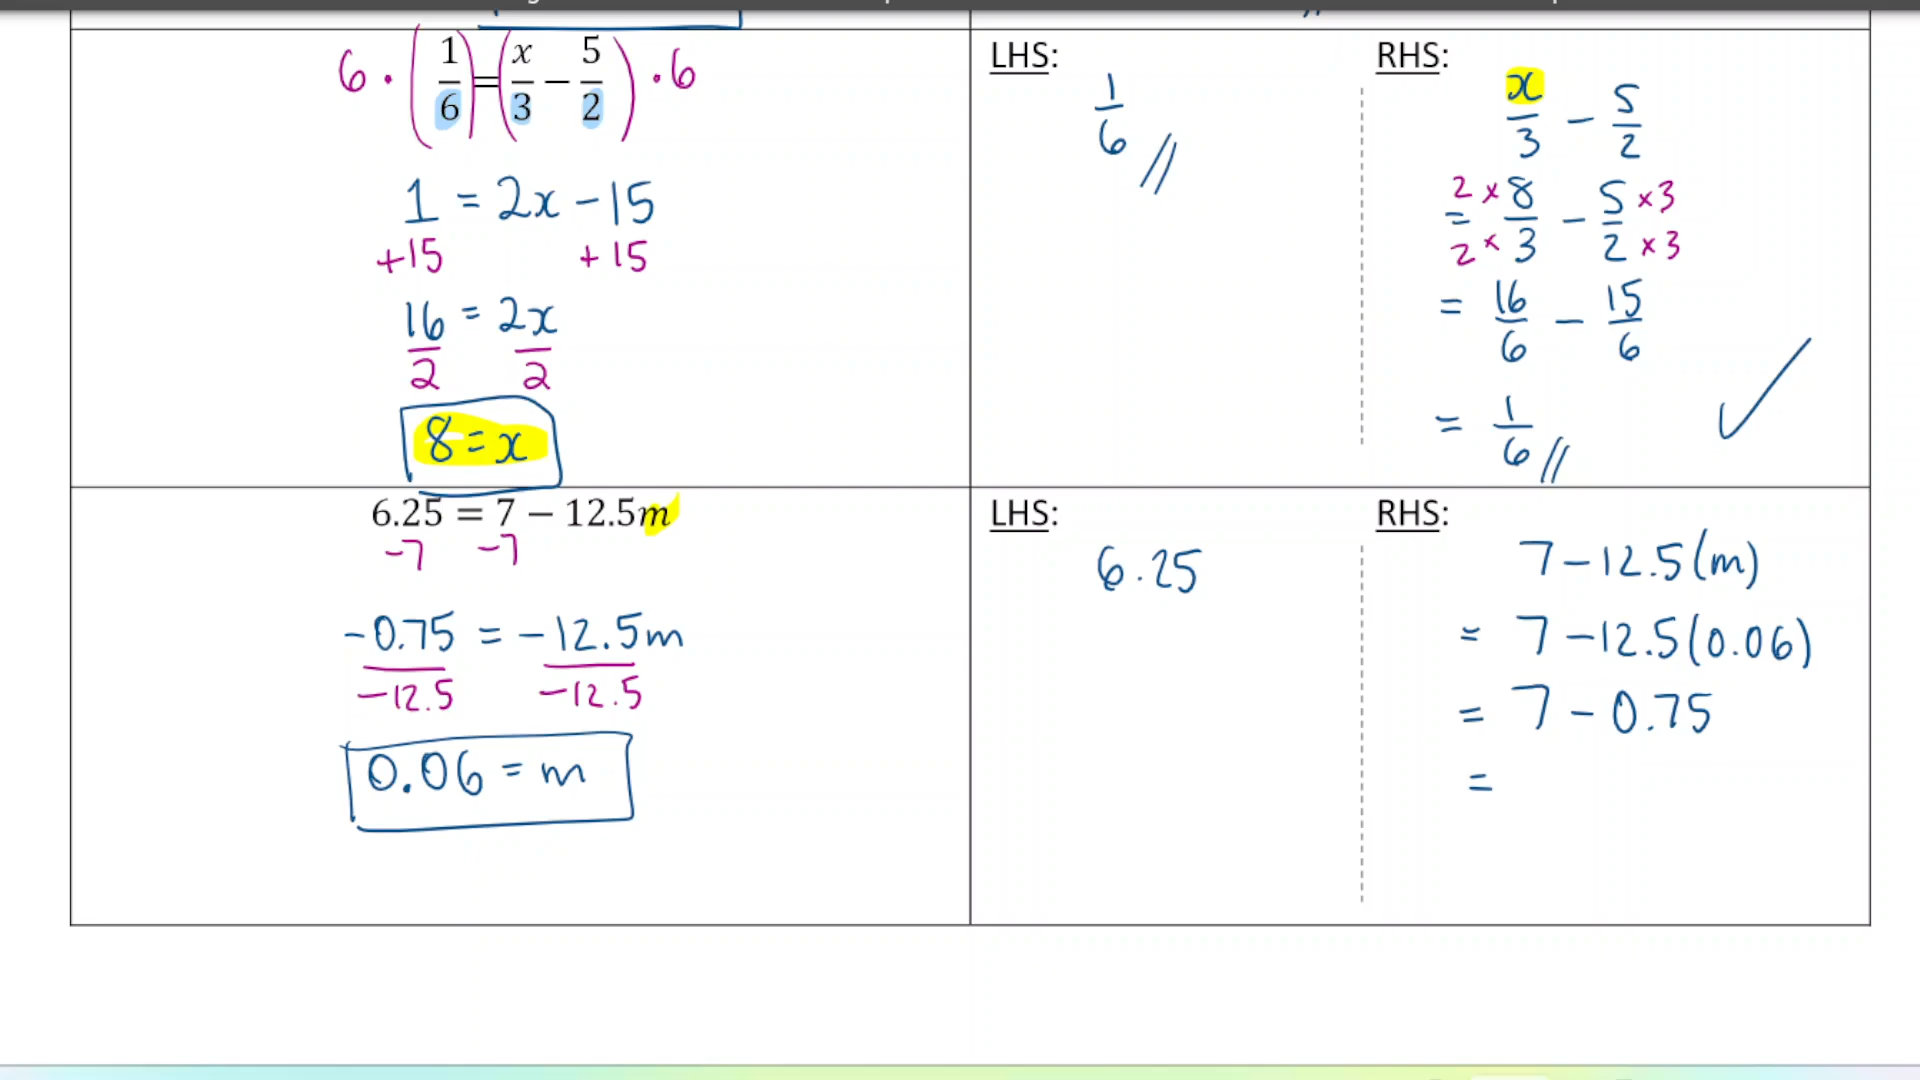 6 · ( 1/6 ) = ( x/3 − 5/2 ) · 6
1 = 2x − 15
+15 +15
16 = 2x
2 2
8 = x
LHS:
1/6 //
RHS:
x/3 − 5/2
= 2 × 8 / 2 × 3 − 5 × 3 / 2 × 3
= 16/6 − 15/6
= 1/6 //
6.25 = 7 − 12.5m
−7 −7
−0.75 = −12.5m
−12.5 −12.5
0.06 = m
LHS:
6.25
RHS:
7 − 12.5(m)
= 7 − 12.5(0.06)
= 7 − 0.75
=